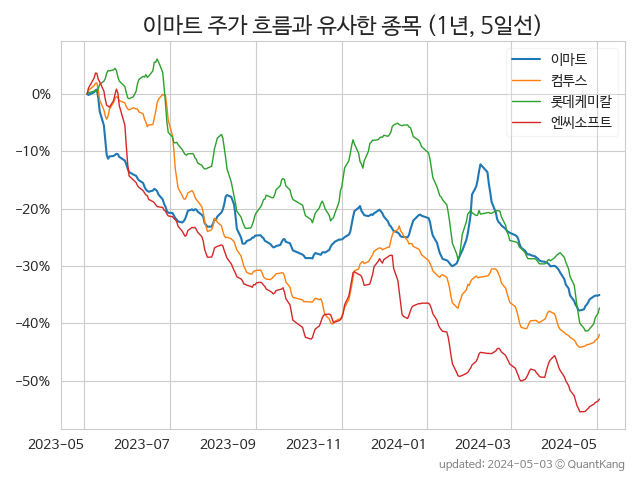 이마트 주가 흐름과 유사한 종목 (1년, 5일선)
이마트
컴투스
롯데케미칼
엔씨소프트
0%
−10%
−20%
−30%
−40%
−50%
2023-05 2023-07 2023-09 2023-11 2024-01 2024-03 2024-05
updated: 2024-05-03 © QuantKang